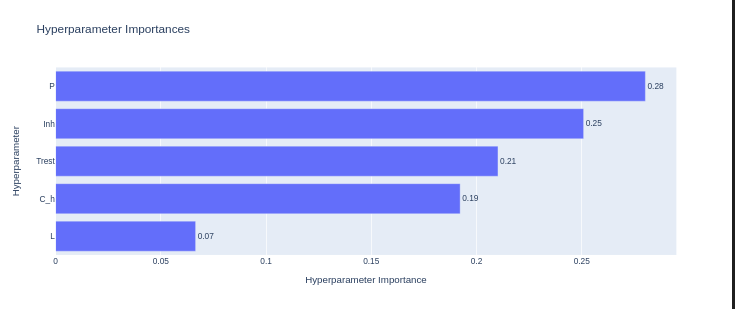 Hyperparameter Importances
Hyperparameter
P 0.28
Inh 0.25
Trest 0.21
C_h 0.19
L 0.07
0 0.05 0.1 0.15 0.2 0.25
Hyperparameter Importance